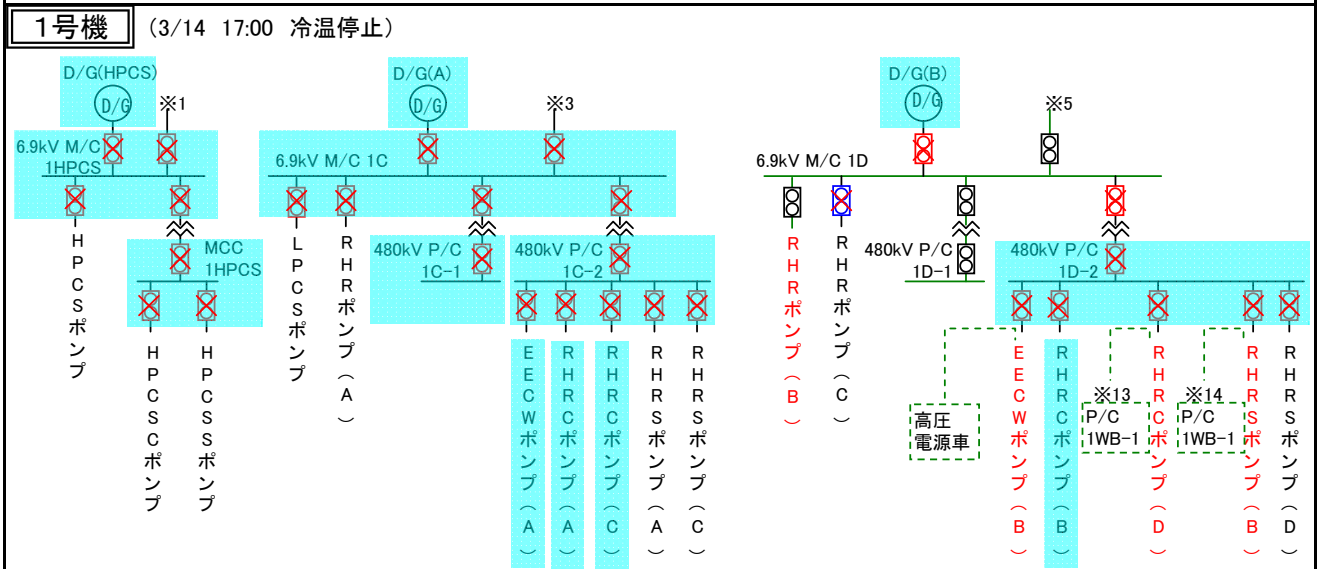 1号機 (3/14 17:00 冷温停止)
D/G(HPCS)
D/G
※1
6.9kV M/C
1HPCS
HPCSポンプ
MCC
1HPCS
HPCSCポンプ
HPCSSポンプ
D/G(A)
D/G
※3
6.9kV M/C 1C
LPCSポンプ
RHRポンプ(A)
480kV P/C
1C-1
480kV P/C
1C-2
EECWポンプ(A)
RHRCポンプ(A)
RHRCポンプ(C)
RHRSポンプ(A)
RHRSポンプ(C)
D/G(B)
D/G
※5
6.9kV M/C 1D
RHRポンプ(B)
RHRポンプ(C)
480kV P/C
1D-1
480kV P/C
1D-2
高圧
電源車
EECWポンプ(B)
RHRCポンプ(B)
※13
P/C
1WB-1
RHRCポンプ(D)
※14
P/C
1WB-1
RHRSポンプ(B)
RHRSポンプ(D)